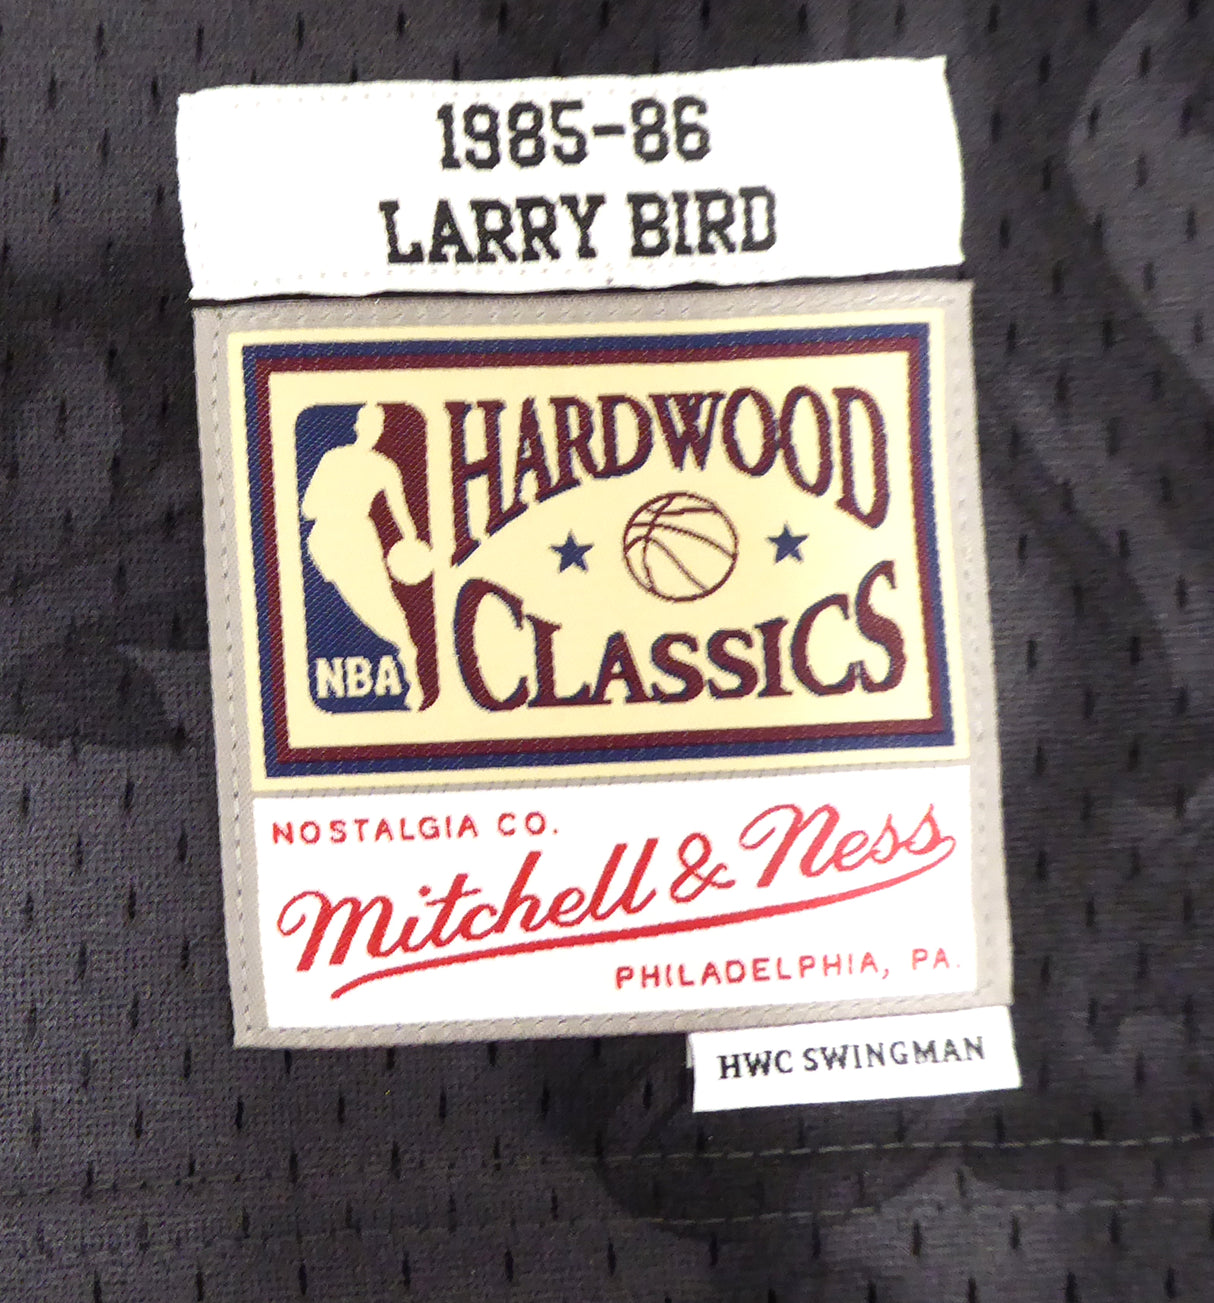 1985-86
LARRY BIRD
HARDWOOD
CLASSICS
NBA
NOSTALGIA CO.
Mitchell & Ness
PHILADELPHIA, PA.
HWC SWINGMAN